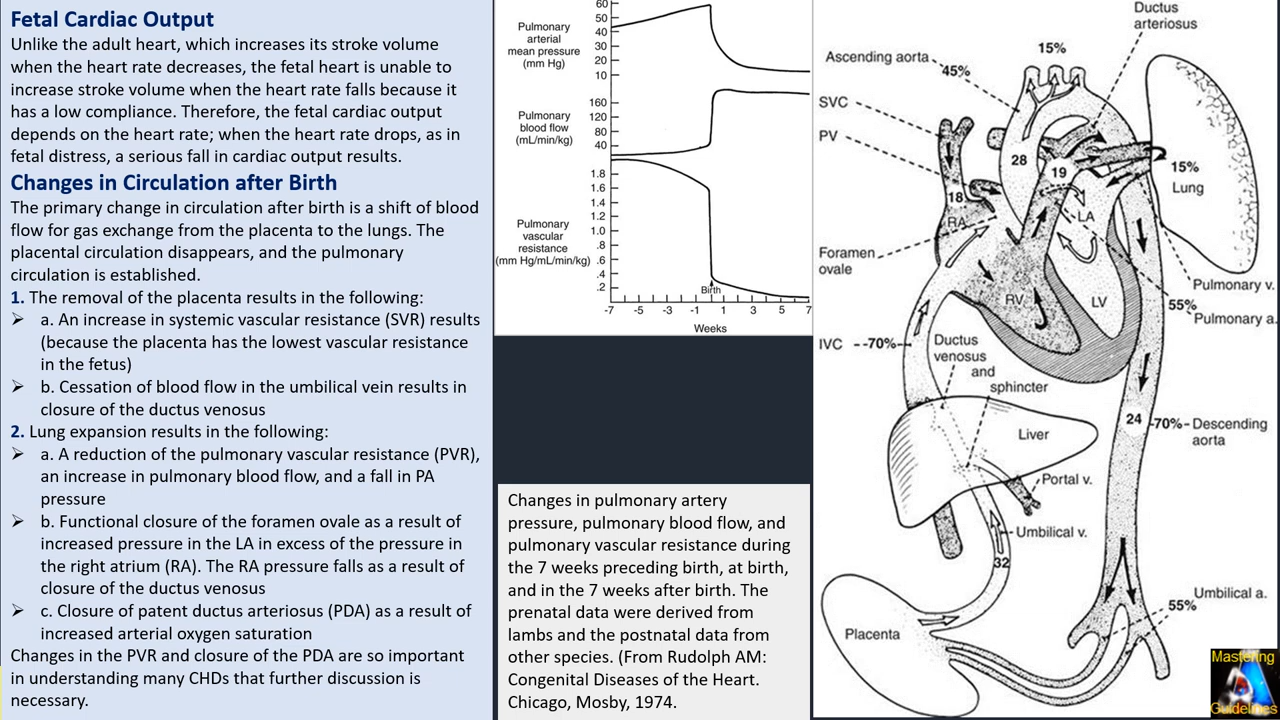 Fetal Cardiac Output
Unlike the adult heart, which increases its stroke volume
when the heart rate decreases, the fetal heart is unable to
increase stroke volume when the heart rate falls because it
has a low compliance. Therefore, the fetal cardiac output
depends on the heart rate; when the heart rate drops, as in
fetal distress, a serious fall in cardiac output results.
Changes in Circulation after Birth
The primary change in circulation after birth is a shift of blood
flow for gas exchange from the placenta to the lungs. The
placental circulation disappears, and the pulmonary
circulation is established.
1. The removal of the placenta results in the following:
➢ a. An increase in systemic vascular resistance (SVR) results
(because the placenta has the lowest vascular resistance
in the fetus)
➢ b. Cessation of blood flow in the umbilical vein results in
closure of the ductus venosus
2. Lung expansion results in the following:
➢ a. A reduction of the pulmonary vascular resistance (PVR),
an increase in pulmonary blood flow, and a fall in PA
pressure
➢ b. Functional closure of the foramen ovale as a result of
increased pressure in the LA in excess of the pressure in
the right atrium (RA). The RA pressure falls as a result of
closure of the ductus venosus
➢ c. Closure of patent ductus arteriosus (PDA) as a result of
increased arterial oxygen saturation
Changes in the PVR and closure of the PDA are so important
in understanding many CHDs that further discussion is
necessary.
Pulmonary
arterial
mean pressure
(mm Hg)
60
50
40
30
20
10
Pulmonary
blood flow
(mL/min/kg)
160
120
80
40
Pulmonary
vascular
resistance
(mm Hg/mL/min/kg)
1.8
1.6
1.4
1.2
1.0
.8
.6
.4
.2
Birth
-7 -5 -3 -1 1 3 5 7
Weeks
Changes in pulmonary artery
pressure, pulmonary blood flow, and
pulmonary vascular resistance during
the 7 weeks preceding birth, at birth,
and in the 7 weeks after birth. The
prenatal data were derived from
lambs and the postnatal data from
other species. (From Rudolph AM:
Congenital Diseases of the Heart.
Chicago, Mosby, 1974.
Ductus
arteriosus
15%
Ascending aorta
45%
SVC
PV
28
19
15%
Lung
18
RA
LA
Foramen
ovale
RV
LV
Pulmonary v.
55%
Pulmonary a.
IVC
70%
Ductus
venosus
and
sphincter
24
70%
Descending
aorta
Liver
Portal v.
Umbilical v.
32
Umbilical a.
55%
Placenta
Mastering
Guidelines